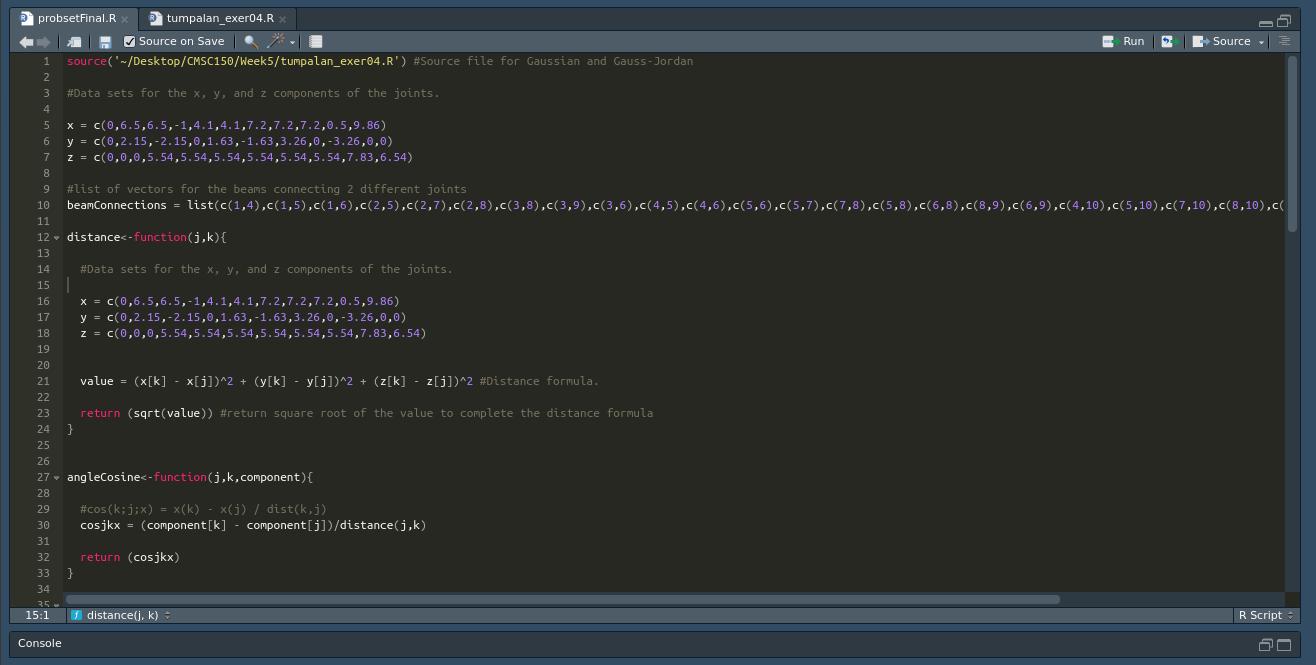 probsetFinal.R × tumpalan_exer04.R ×
Source on Save Run Source
1 source('~/Desktop/CMSC150/Week5/tumpalan_exer04.R') #Source file for Gaussian and Gauss-Jordan
2
3 #Data sets for the x, y, and z components of the joints.
4
5 x = c(0,6.5,6.5,-1,4.1,4.1,7.2,7.2,7.2,0.5,9.86)
6 y = c(0,2.15,-2.15,0,1.63,-1.63,3.26,0,-3.26,0,0)
7 z = c(0,0,0,5.54,5.54,5.54,5.54,5.54,5.54,7.83,6.54)
8
9 #list of vectors for the beams connecting 2 different joints
10 beamConnections = list(c(1,4),c(1,5),c(1,6),c(2,5),c(2,7),c(2,8),c(3,8),c(3,9),c(3,6),c(4,5),c(4,6),c(5,6),c(5,7),c(7,8),c(5,8),c(6,8),c(8,9),c(6,9),c(4,10),c(5,10),c(7,10),c(8,10),c(
11
12 distance<-function(j,k){
13
14 #Data sets for the x, y, and z components of the joints.
15
16 x = c(0,6.5,6.5,-1,4.1,4.1,7.2,7.2,7.2,0.5,9.86)
17 y = c(0,2.15,-2.15,0,1.63,-1.63,3.26,0,-3.26,0,0)
18 z = c(0,0,0,5.54,5.54,5.54,5.54,5.54,5.54,7.83,6.54)
19
20
21 value = (x[k] - x[j])^2 + (y[k] - y[j])^2 + (z[k] - z[j])^2 #Distance formula.
22
23 return (sqrt(value)) #return square root of the value to complete the distance formula
24 }
25
26
27 angleCosine<-function(j,k,component){
28
29 #cos(k;j;x) = x(k) - x(j) / dist(k,j)
30 cosjkx = (component[k] - component[j])/distance(j,k)
31
32 return (cosjkx)
33 }
34
35
15:1 f distance(j, k) R Script
Console